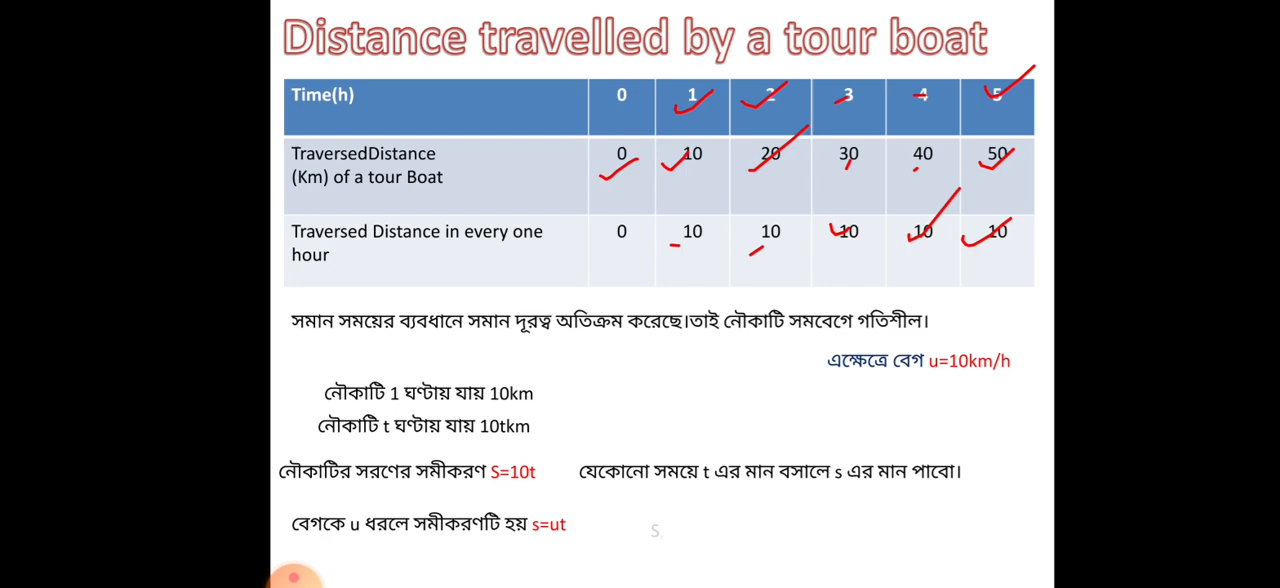 Distance travelled by a tour boat
Time(h) 0 1 2 3 4 5
TraversedDistance 0 10 20 30 40 50
(Km) of a tour Boat
Traversed Distance in every one 0 10 10 10 10 10
hour
সমান সময়ের ব্যবধানে সমান দূরত্ব অতিক্রম করেছে।তাই নৌকাটি সমবেগে গতিশীল।
এক্ষেত্রে বেগ u=10km/h
নৌকাটি 1 ঘণ্টায় যায় 10km
নৌকাটি t ঘণ্টায় যায় 10tkm
নৌকাটির সরণের সমীকরণ S=10t যেকোনো সময়ে t এর মান বসালে s এর মান পাবো।
বেগকে u ধরলে সমীকরণটি হয় s=ut
S,